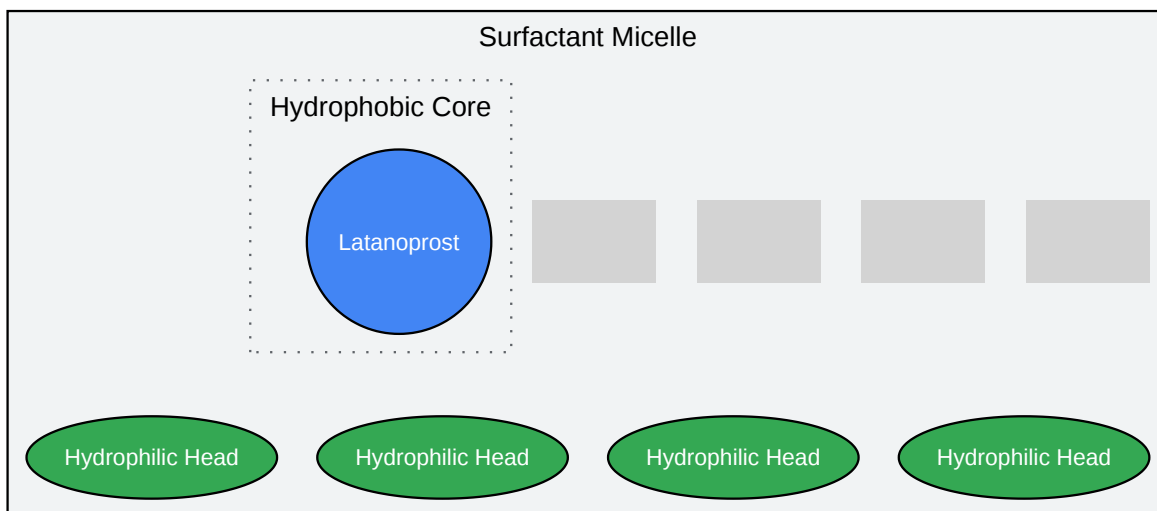 Surfactant Micelle
Hydrophobic Core
Latanoprost
Hydrophilic Head
Hydrophilic Head
Hydrophilic Head
Hydrophilic Head